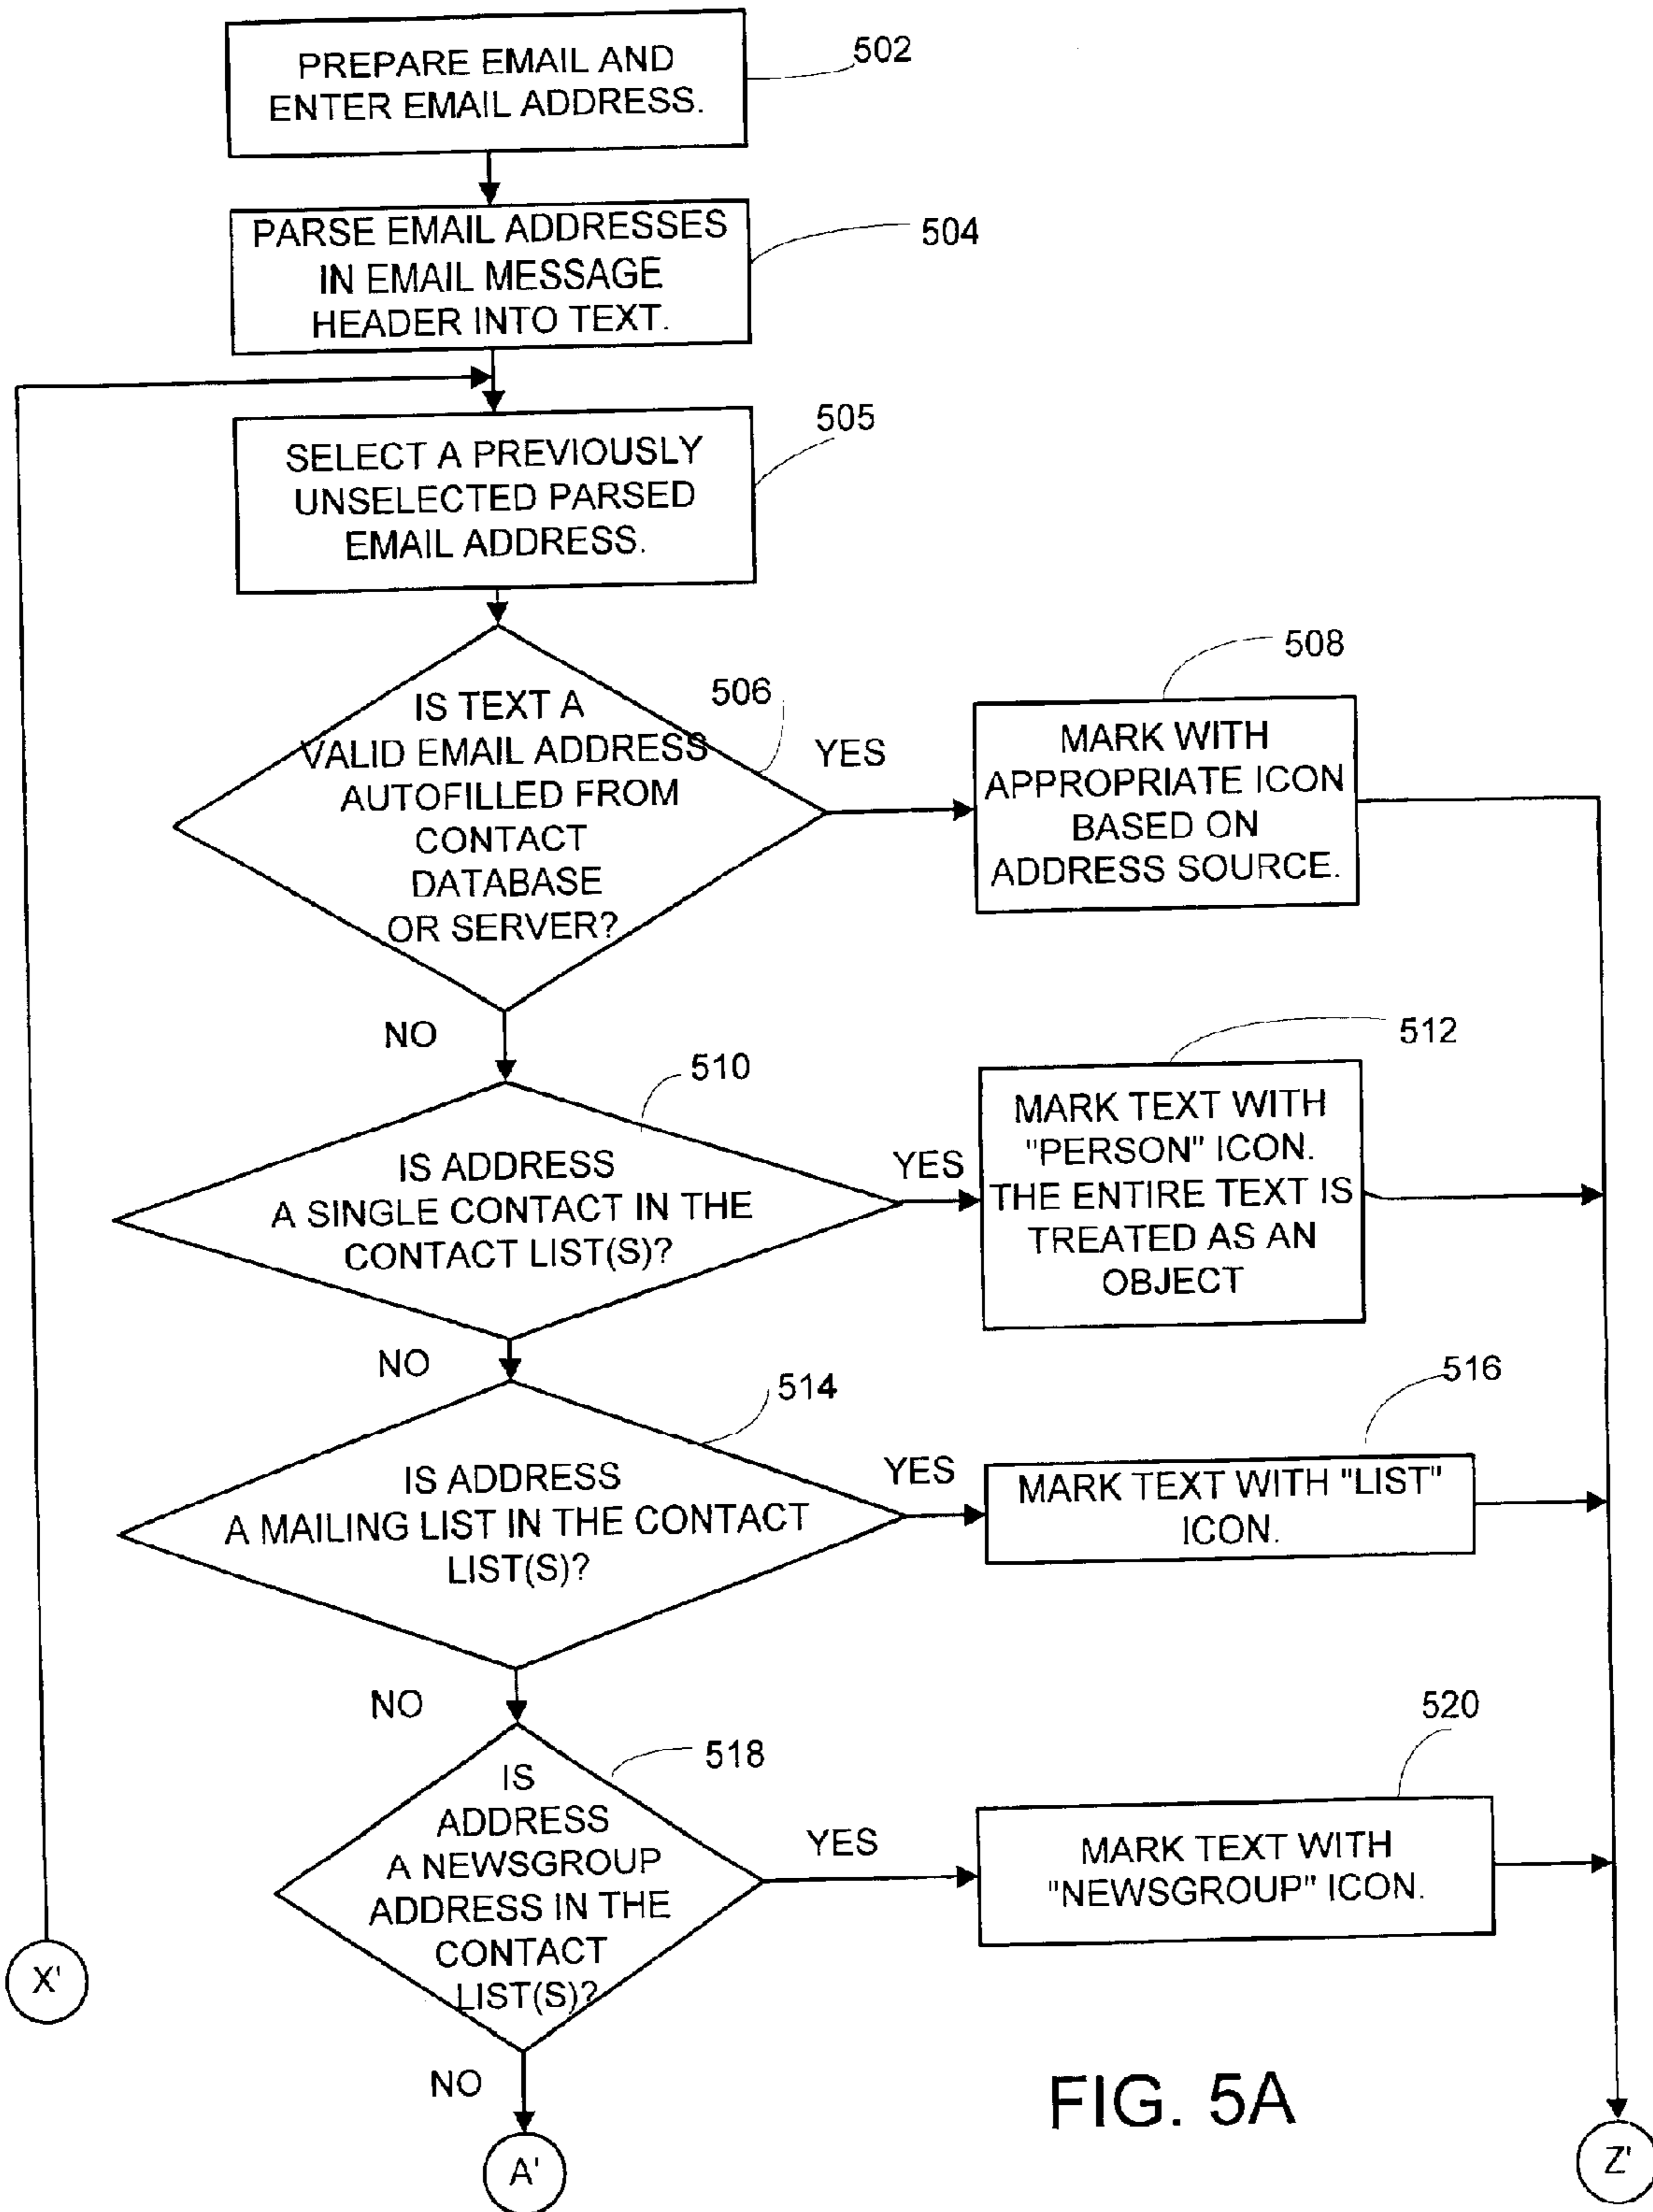 PREPARE EMAIL AND
ENTER EMAIL ADDRESS.
502
PARSE EMAIL ADDRESSES
IN EMAIL MESSAGE
HEADER INTO TEXT.
504
SELECT A PREVIOUSLY
UNSELECTED PARSED
EMAIL ADDRESS.
505
IS TEXT A
VALID EMAIL ADDRESS
AUTOFILLED FROM
CONTACT
DATABASE
OR SERVER?
506
YES
MARK WITH
APPROPRIATE ICON
BASED ON
ADDRESS SOURCE.
508
NO
IS ADDRESS
A SINGLE CONTACT IN THE
CONTACT LIST(S)?
510
YES
MARK TEXT WITH
"PERSON" ICON.
THE ENTIRE TEXT IS
TREATED AS AN
OBJECT
512
NO
IS ADDRESS
A MAILING LIST IN THE CONTACT
LIST(S)?
514
YES
MARK TEXT WITH "LIST"
ICON.
516
NO
IS
ADDRESS
A NEWSGROUP
ADDRESS IN THE
CONTACT
LIST(S)?
518
YES
MARK TEXT WITH
"NEWSGROUP" ICON.
520
X'
NO
A'
FIG. 5A
Z'